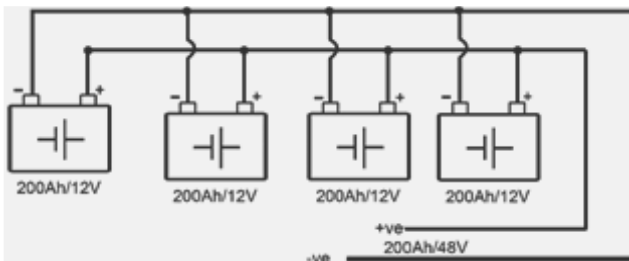 - + - + - + - +
200Ah/12V 200Ah/12V 200Ah/12V 200Ah/12V
+ve
200Ah/48V
-ve